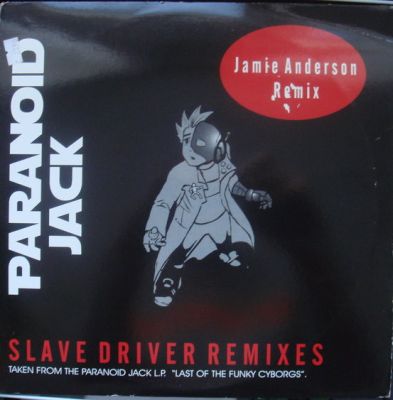 PARANOID
JACK
Jamie Anderson
Remix
SLAVE DRIVER REMIXES
TAKEN FROM THE PARANOID JACK L.P. "LAST OF THE FUNKY CYBORGS".